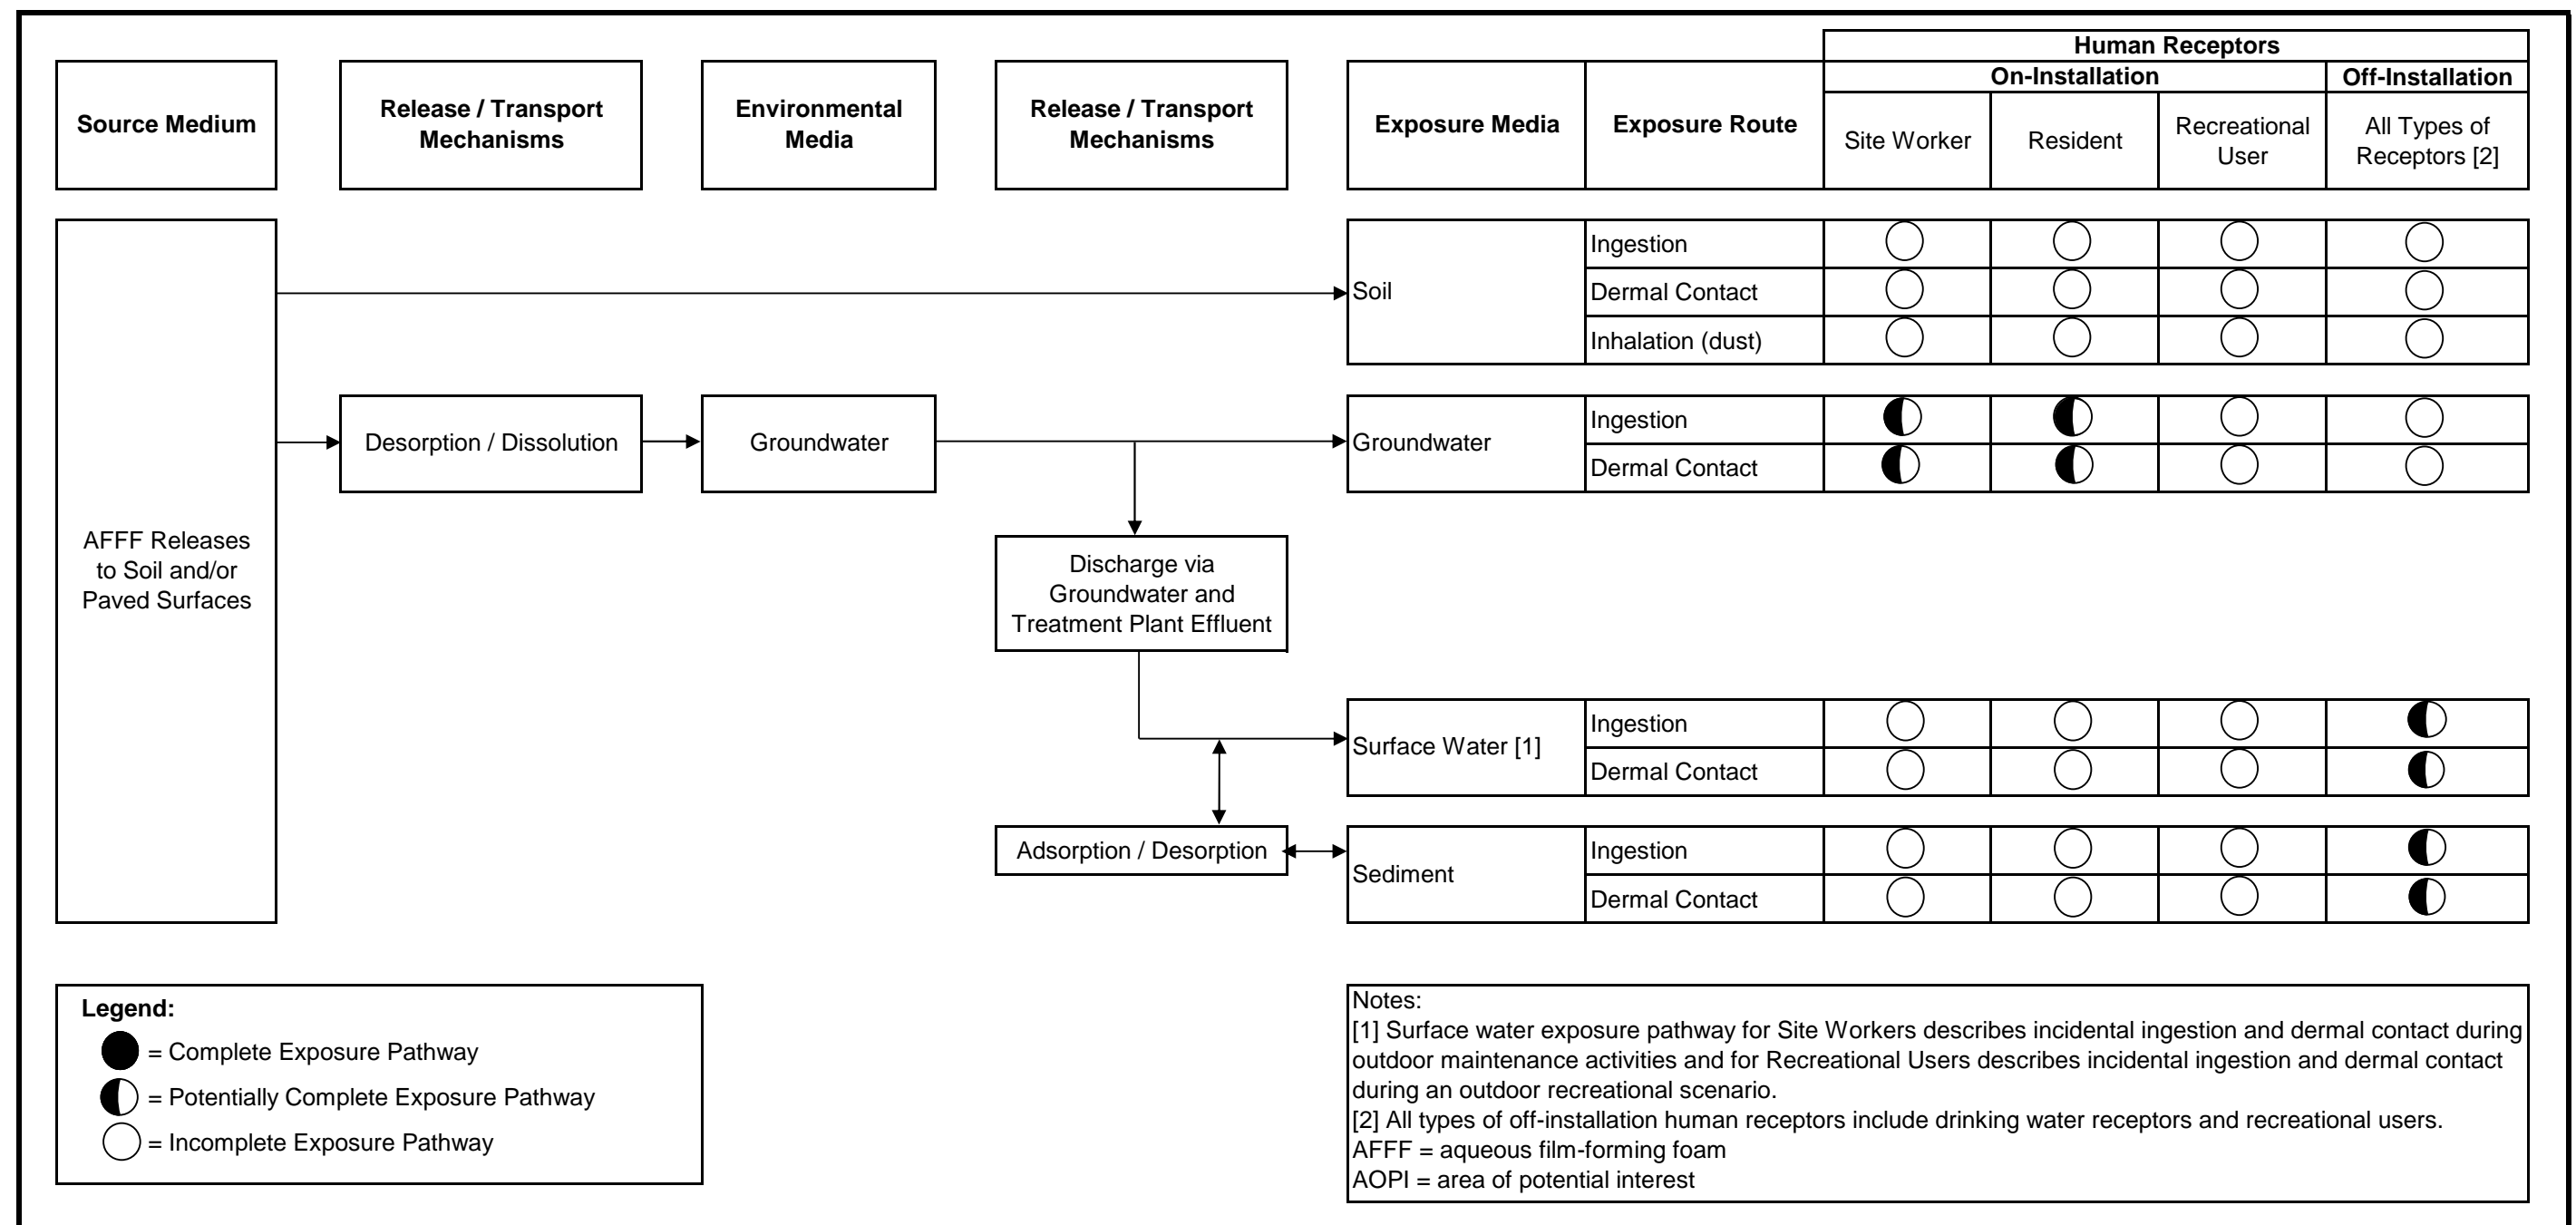 Human Receptors
On-Installation
Off-Installation
Source Medium
Release / Transport
Mechanisms
Environmental
Media
Release / Transport
Mechanisms
Exposure Media
Exposure Route
Site Worker
Resident
Recreational
User
All Types of
Receptors [2]
AFFF Releases
to Soil and/or
Paved Surfaces
Soil
Ingestion
Dermal Contact
Inhalation (dust)
Desorption / Dissolution
Groundwater
Groundwater
Ingestion
Dermal Contact
Discharge via
Groundwater and
Treatment Plant Effluent
Surface Water [1]
Ingestion
Dermal Contact
Adsorption / Desorption
Sediment
Ingestion
Dermal Contact
Legend:
= Complete Exposure Pathway
= Potentially Complete Exposure Pathway
= Incomplete Exposure Pathway
Notes:
[1] Surface water exposure pathway for Site Workers describes incidental ingestion and dermal contact during
outdoor maintenance activities and for Recreational Users describes incidental ingestion and dermal contact
during an outdoor recreational scenario.
[2] All types of off-installation human receptors include drinking water receptors and recreational users.
AFFF = aqueous film-forming foam
AOPI = area of potential interest